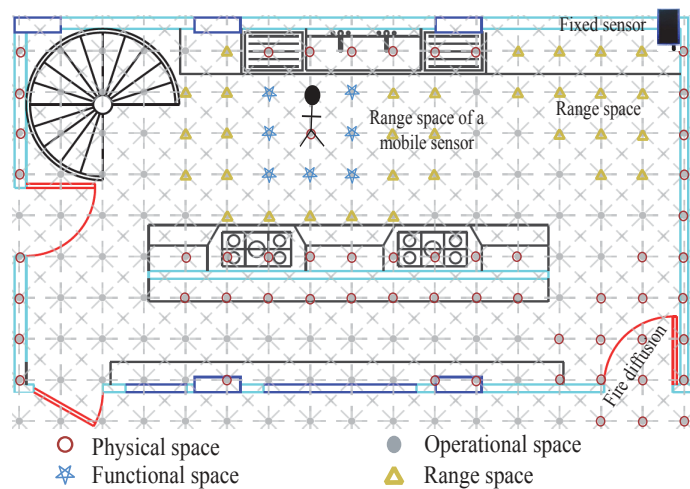 Fixed sensor
Range space
Range space of a
mobile sensor
Fire diffusion
Physical space
Operational space
Functional space
Range space